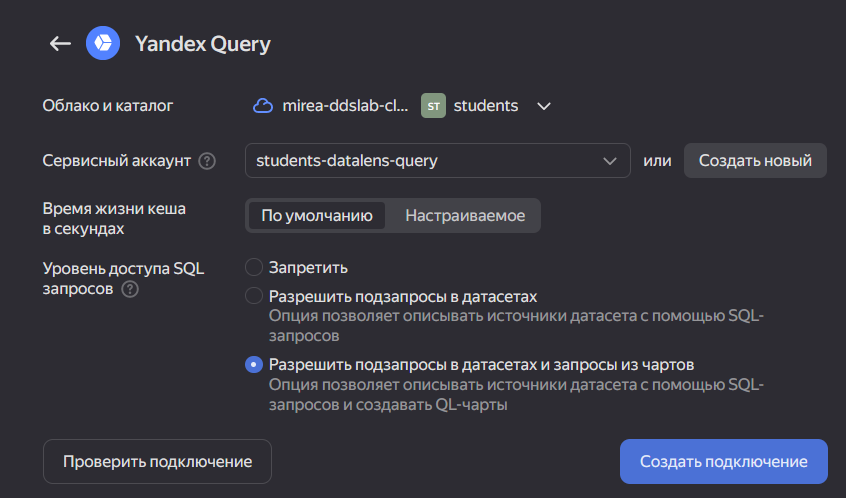 Yandex Query
Облако и каталог
mirea-ddslab-cl... ST students
Сервисный аккаунт ?
students-datalens-query
или
Создать новый
Время жизни кеша
в секундах
По умолчанию Настраиваемое
Уровень доступа SQL
запросов ?
Запретить
Разрешить подзапросы в датасетах
Опция позволяет описывать источники датасета с помощью SQL-
запросов
Разрешить подзапросы в датасетах и запросы из чартов
Опция позволяет описывать источники датасета с помощью SQL-
запросов и создавать QL-чарты
Проверить подключение
Создать подключение